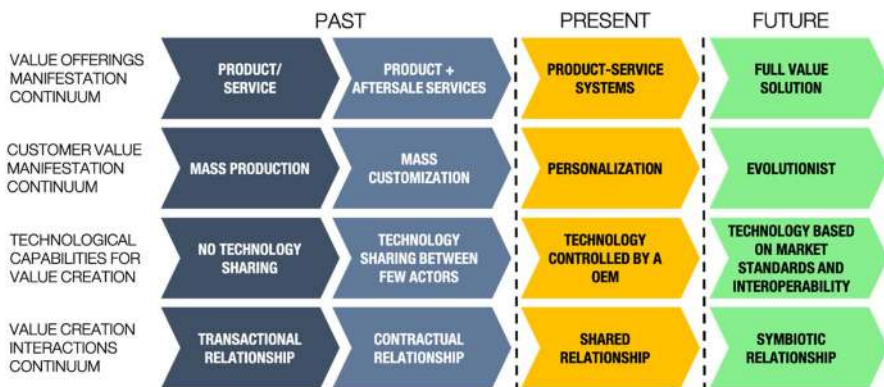 PAST PRESENT FUTURE
VALUE OFFERINGS
MANIFESTATION
CONTINUUM
PRODUCT/
SERVICE
PRODUCT +
AFTERSALE SERVICES
PRODUCT-SERVICE
SYSTEMS
FULL VALUE
SOLUTION
CUSTOMER VALUE
MANIFESTATION
CONTINUUM
MASS PRODUCTION
MASS
CUSTOMIZATION
PERSONALIZATION
EVOLUTIONIST
TECHNOLOGICAL
CAPABILITIES FOR
VALUE CREATION
NO TECHNOLOGY
SHARING
TECHNOLOGY
SHARING BETWEEN
FEW ACTORS
TECHNOLOGY
CONTROLLED BY A
OEM
TECHNOLOGY BASED
ON MARKET
STANDARDS AND
INTEROPERABILITY
VALUE CREATION
INTERACTIONS
CONTINUUM
TRANSACTIONAL
RELATIONSHIP
CONTRACTUAL
RELATIONSHIP
SHARED
RELATIONSHIP
SYMBIOTIC
RELATIONSHIP